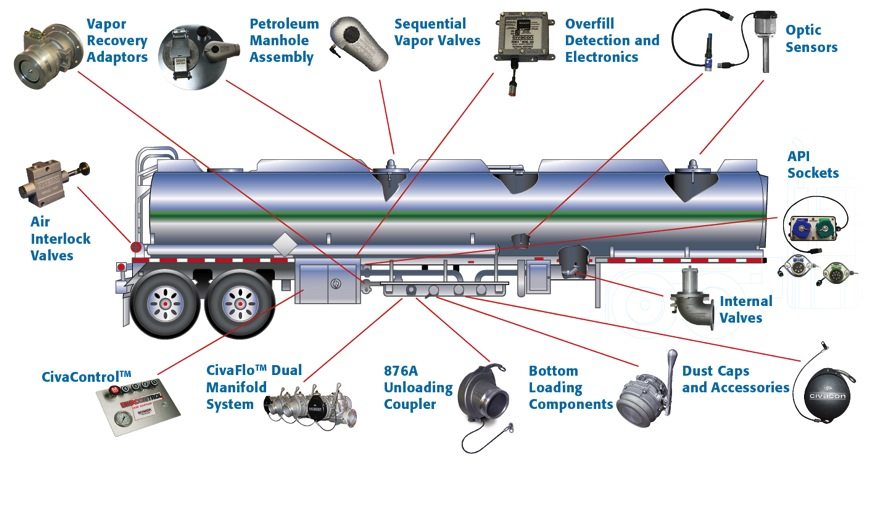 Vapor
Recovery
Adaptors
Petroleum
Manhole
Assembly
Sequential
Vapor Valves
Overfill
Detection and
Electronics
Optic
Sensors
Air
Interlock
Valves
API
Sockets
Internal
Valves
CivaControl™
CivaFlo™ Dual
Manifold
System
876A
Unloading
Coupler
Bottom
Loading
Components
Dust Caps
and Accessories
civacon